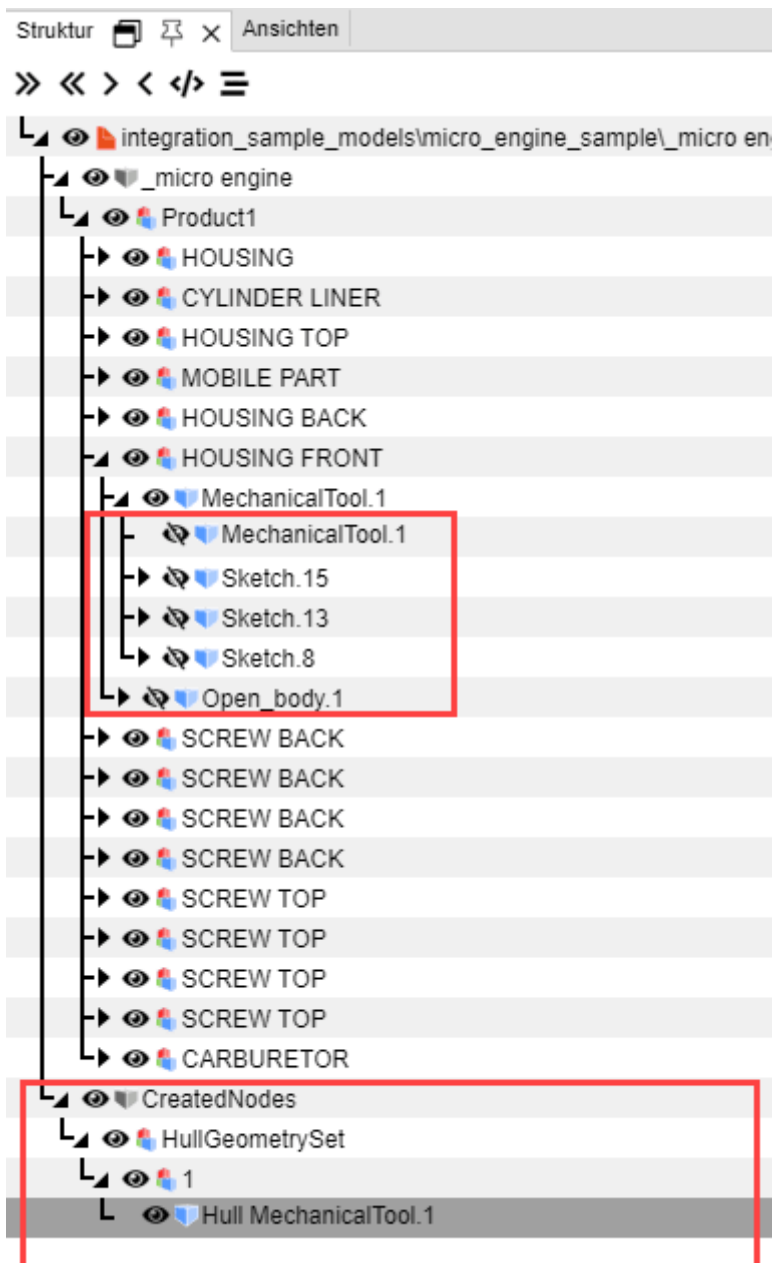 Struktur Ansichten
integration_sample_models\micro_engine_sample\_micro en
_micro engine
Product1
HOUSING
CYLINDER LINER
HOUSING TOP
MOBILE PART
HOUSING BACK
HOUSING FRONT
MechanicalTool.1
MechanicalTool.1
Sketch.15
Sketch.13
Sketch.8
Open_body.1
SCREW BACK
SCREW BACK
SCREW BACK
SCREW BACK
SCREW TOP
SCREW TOP
SCREW TOP
SCREW TOP
CARBURETOR
CreatedNodes
HullGeometrySet
1
Hull MechanicalTool.1